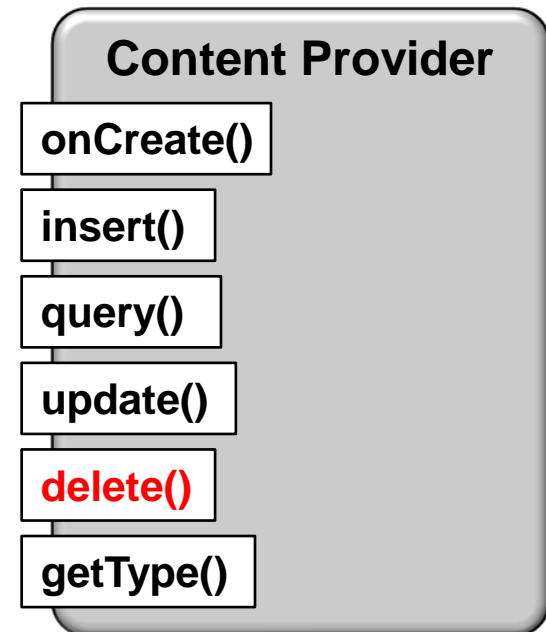 Content Provider
onCreate()
insert()
query()
update()
delete()
getType()